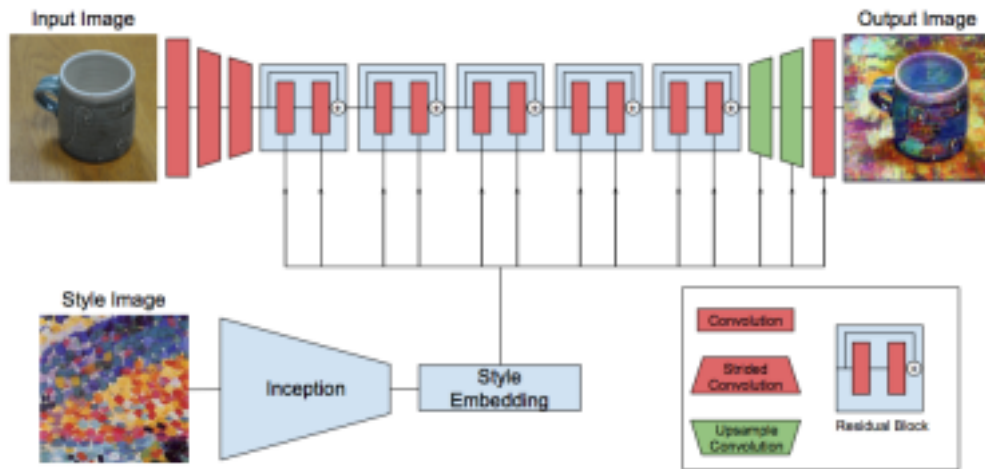 Input Image
Output Image
Style Image
Inception
Style
Embedding
Convolution
Strided
Convolution
Upsample
Convolution
Residual Block